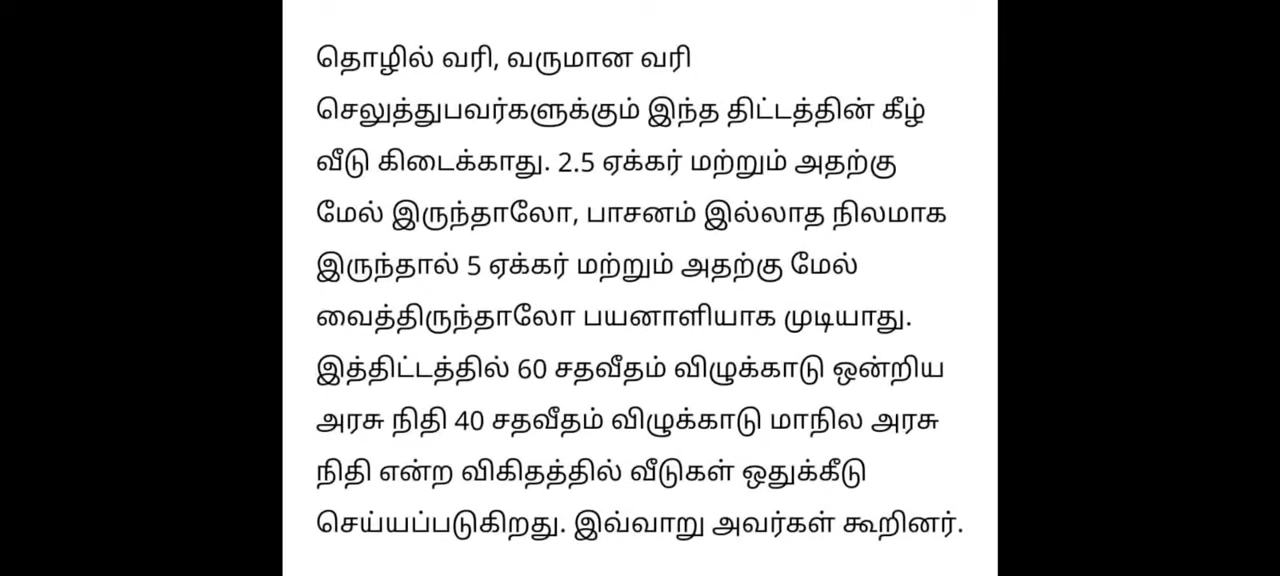 தொழில் வரி, வருமான வரி
செலுத்துபவர்களுக்கும் இந்த திட்டத்தின் கீழ்
வீடு கிடைக்காது. 2.5 ஏக்கர் மற்றும் அதற்கு
மேல் இருந்தாலோ, பாசனம் இல்லாத நிலமாக
இருந்தால் 5 ஏக்கர் மற்றும் அதற்கு மேல்
வைத்திருந்தாலோ பயனாளியாக முடியாது.
இத்திட்டத்தில் 60 சதவீதம் விழுக்காடு ஒன்றிய
அரசு நிதி 40 சதவீதம் விழுக்காடு மாநில அரசு
நிதி என்ற விகிதத்தில் வீடுகள் ஒதுக்கீடு
செய்யப்படுகிறது. இவ்வாறு அவர்கள் கூறினர்.